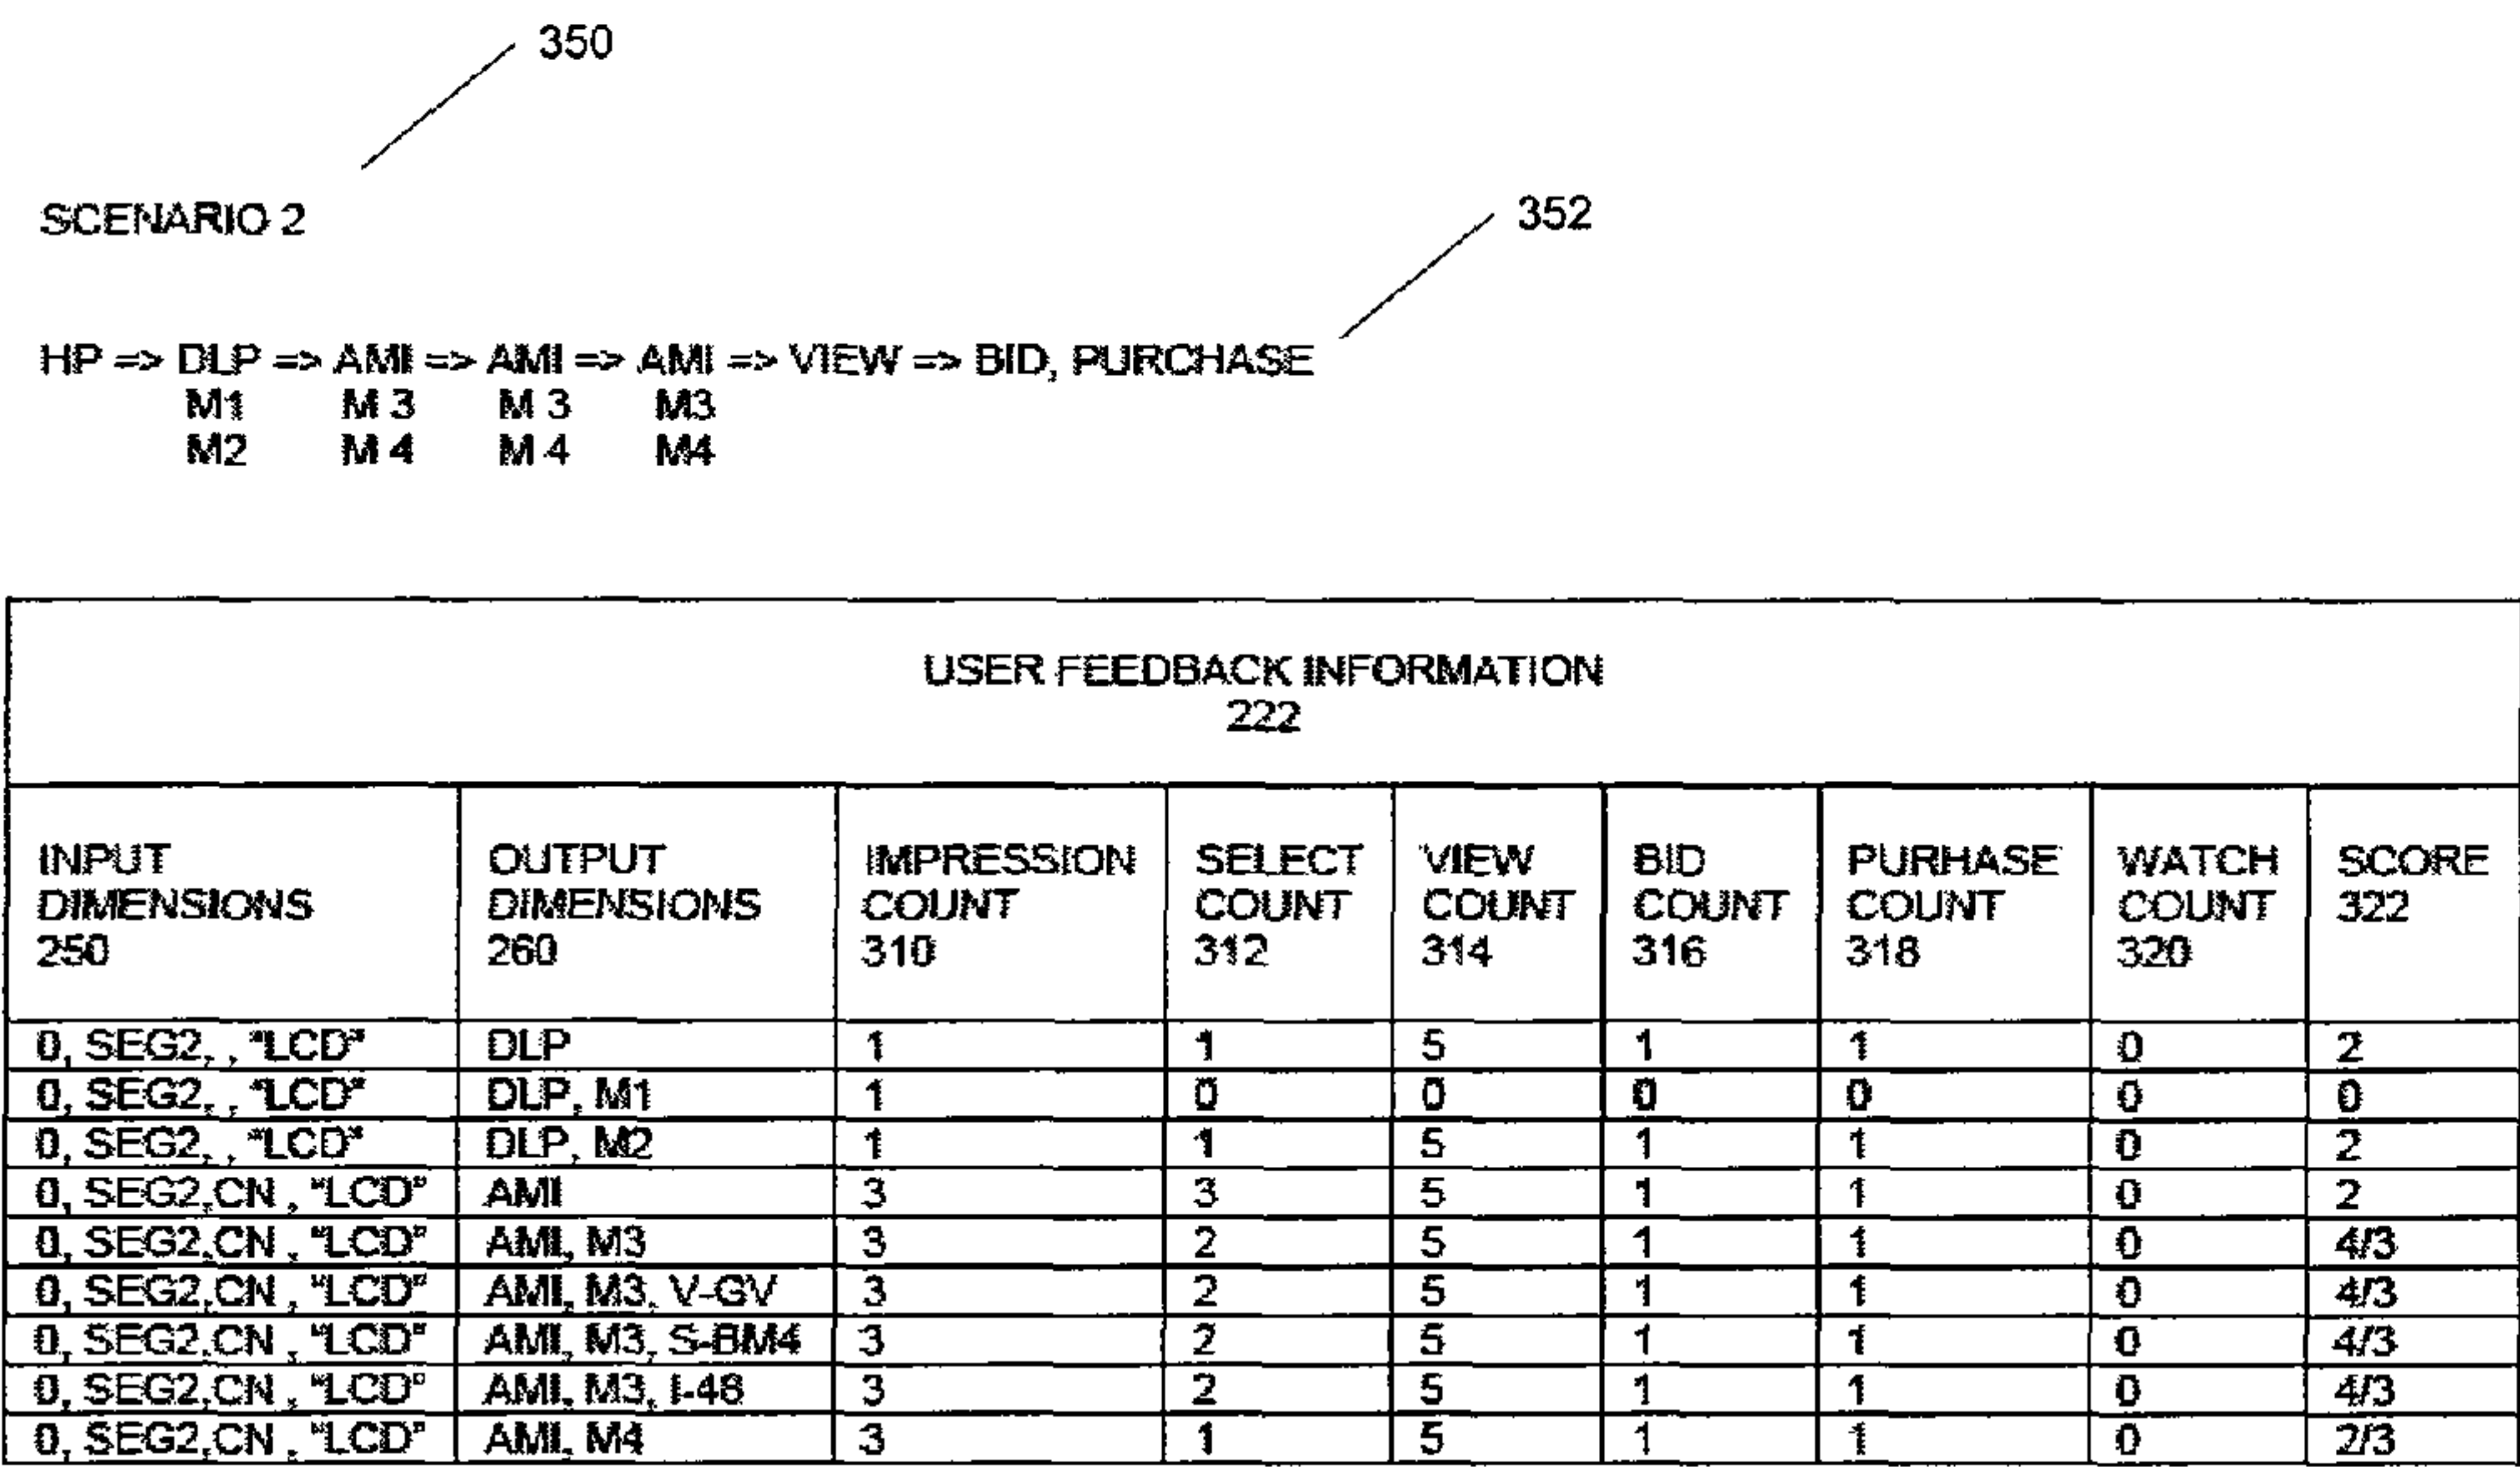 350
SCENARIO 2
352
HP => DLP => AMI => AMI => AMI => VIEW => BID, PURCHASE
M1 M 3 M 3 M3
M2 M 4 M 4 M4
USER FEEDBACK INFORMATION
222
INPUT DIMENSIONS 250 OUTPUT DIMENSIONS 260 IMPRESSION COUNT 310 SELECT COUNT 312 VIEW COUNT 314 BID COUNT 316 PURHASE COUNT 318 WATCH COUNT 320 SCORE 322
0, SEG2, , "LCD" DLP 1 1 5 1 1 0 2
0, SEG2, , "LCD" DLP, M1 1 0 0 0 0 0 0
0, SEG2, , "LCD" DLP, M2 1 1 5 1 1 0 2
0, SEG2,CN , "LCD" AMI 3 3 5 1 1 0 2
0, SEG2,CN , "LCD" AMI, M3 3 2 5 1 1 0 4/3
0, SEG2,CN , "LCD" AMI, M3, V-GV 3 2 5 1 1 0 4/3
0, SEG2,CN , "LCD" AMI, M3, S-BM4 3 2 5 1 1 0 4/3
0, SEG2,CN , "LCD" AMI, M3, I-46 3 2 5 1 1 0 4/3
0, SEG2,CN , "LCD" AMI, M4 3 1 5 1 1 0 2/3